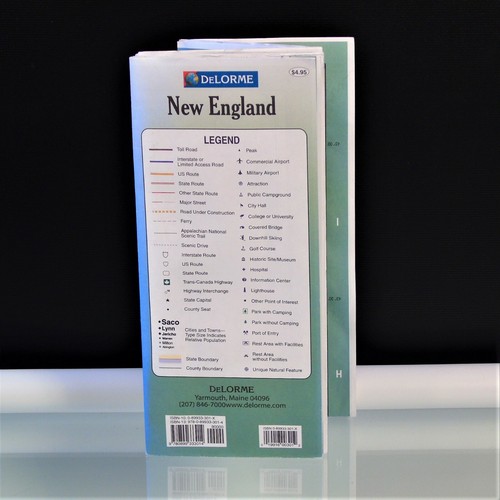 DELORME
$4.95
New England
LEGEND
Toll Road
Interstate or
Limited Access Road
US Route
State Route
Other State Route
Major Street
Road Under Construction
Ferry
Appalachian National
Scenic Trail
Scenic Drive
Interstate Route
US Route
State Route
Trans-Canada Highway
Highway Interchange
State Capital
County Seat
Saco
Lynn
Jericho
Warner
Milton
Cities and Towns—
Type Size Indicates
Relative Population
State Boundary
County Boundary
Peak
Commercial Airport
Military Airport
Attraction
Public Campground
City Hall
College or University
Covered Bridge
Downhill Skiing
Golf Course
Historic Site/Museum
Hospital
Information Center
Lighthouse
Other Point of Interest
Park with Camping
Park without Camping
Port of Entry
Rest Area with Facilities
Rest Area
without Facilities
Unique Natural Feature
DELORME
Yarmouth, Maine 04096
(207) 846-7000www.delorme.com
I
H